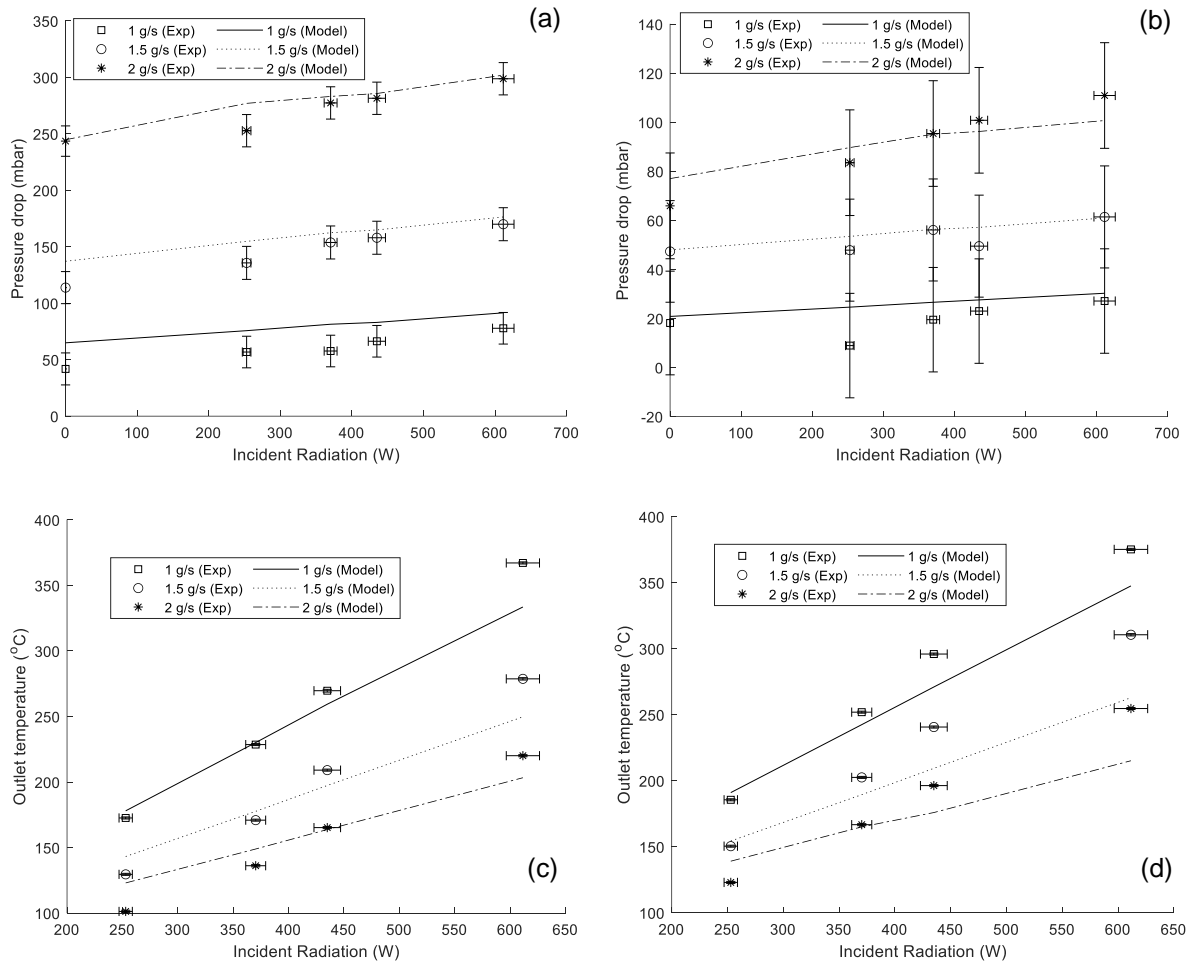 (a)
1 g/s (Exp) 1 g/s (Model)
1.5 g/s (Exp) 1.5 g/s (Model)
2 g/s (Exp) 2 g/s (Model)
350
300
250
200
150
100
50
0
Pressure drop (mbar)
0 100 200 300 400 500 600 700
Incident Radiation (W)
(b)
1 g/s (Exp) 1 g/s (Model)
1.5 g/s (Exp) 1.5 g/s (Model)
2 g/s (Exp) 2 g/s (Model)
140
120
100
80
60
40
20
0
-20
Pressure drop (mbar)
0 100 200 300 400 500 600 700
Incident Radiation (W)
1 g/s (Exp) 1 g/s (Model)
1.5 g/s (Exp) 1.5 g/s (Model)
2 g/s (Exp) 2 g/s (Model)
400
350
300
250
200
150
100
Outlet temperature (°C)
(c)
200 250 300 350 400 450 500 550 600 650
Incident Radiation (W)
1 g/s (Exp) 1 g/s (Model)
1.5 g/s (Exp) 1.5 g/s (Model)
2 g/s (Exp) 2 g/s (Model)
400
350
300
250
200
150
100
Outlet temperature (°C)
(d)
200 250 300 350 400 450 500 550 600 650
Incident Radiation (W)